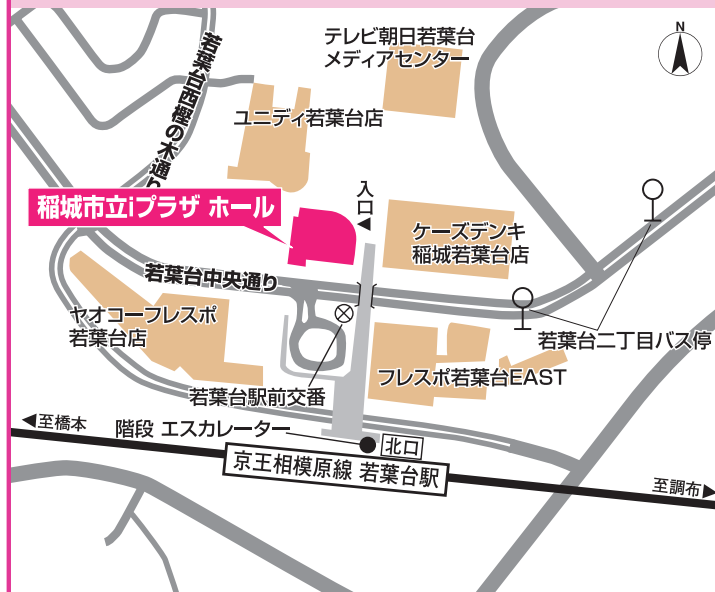 テレビ朝日若葉台
メディアセンター
N
若葉台西樫の木通り
ユニディ若葉台店
入口◀
稲城市立iプラザ ホール
ケーズデンキ
稲城若葉台店
若葉台中央通り
ヤオコーフレスポ
若葉台店
若葉台二丁目バス停
フレスポ若葉台EAST
若葉台駅前交番
◀至橋本
階段 エスカレーター
北口
京王相模原線 若葉台駅
至調布▶